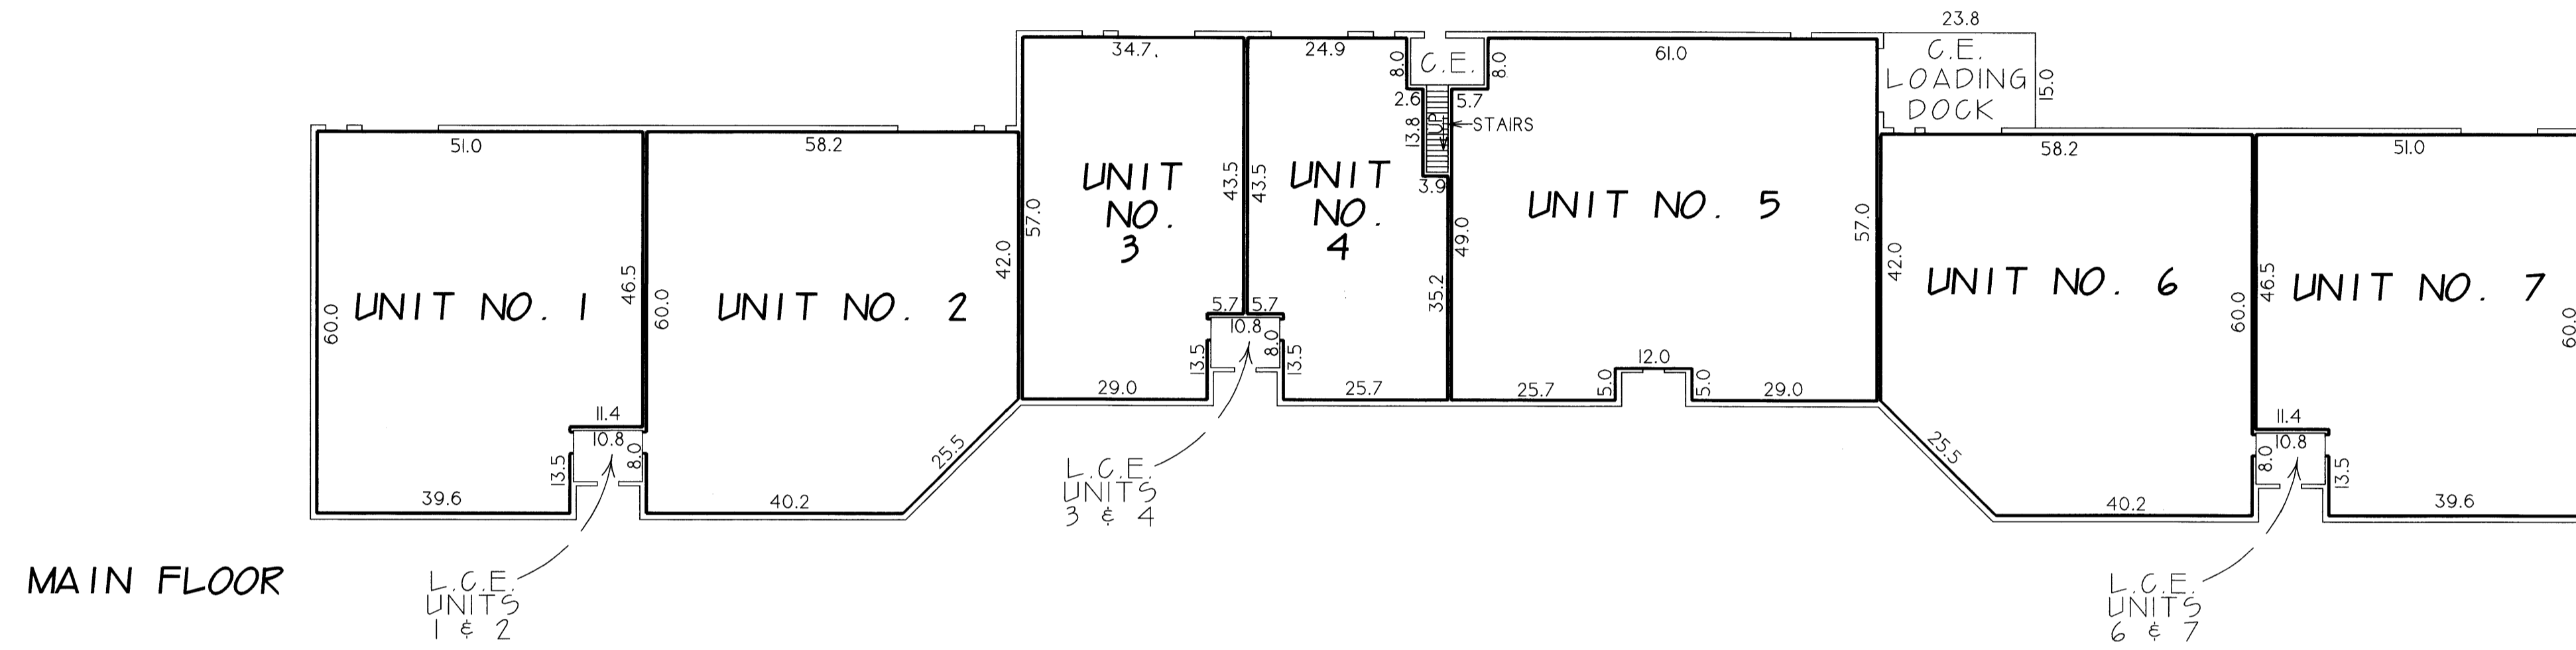 23.8
34.7.
24.9
8.0
C.E.
8.0
61.0
C.E.
LOADING
DOCK
15.0
2.6
5.7
13.8
UP
STAIRS
3.9
51.0
58.2
58.2
51.0
UNIT
NO.
3
43.5
43.5
UNIT
NO.
4
UNIT NO. 5
57.0
42.0
49.0
35.2
57.0
42.0
UNIT NO. 1
60.0
46.5
60.0
UNIT NO. 2
UNIT NO. 6
60.0
46.5
UNIT NO. 7
60.0
5.7
5.7
10.8
8.0
13.5
13.5
29.0
25.7
25.7
5.0
12.0
5.0
29.0
11.4
10.8
8.0
13.5
39.6
40.2
25.5
25.5
40.2
11.4
10.8
8.0
13.5
39.6
L.C.E.
UNITS
3 & 4
MAIN FLOOR
L.C.E.
UNITS
1 & 2
L.C.E.
UNITS
6 & 7